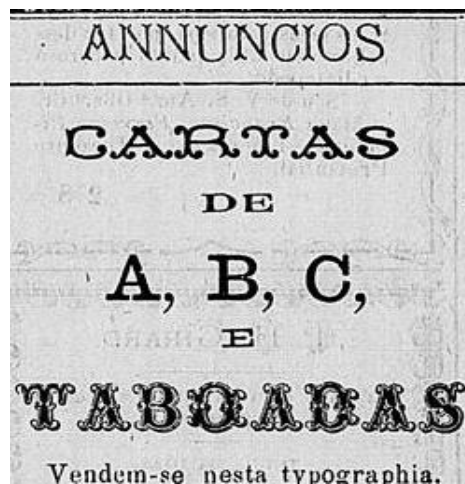 ANNUNCIOS
CARTAS
DE
A, B, C,
E
TABOADAS
Vendem-se nesta typographia.